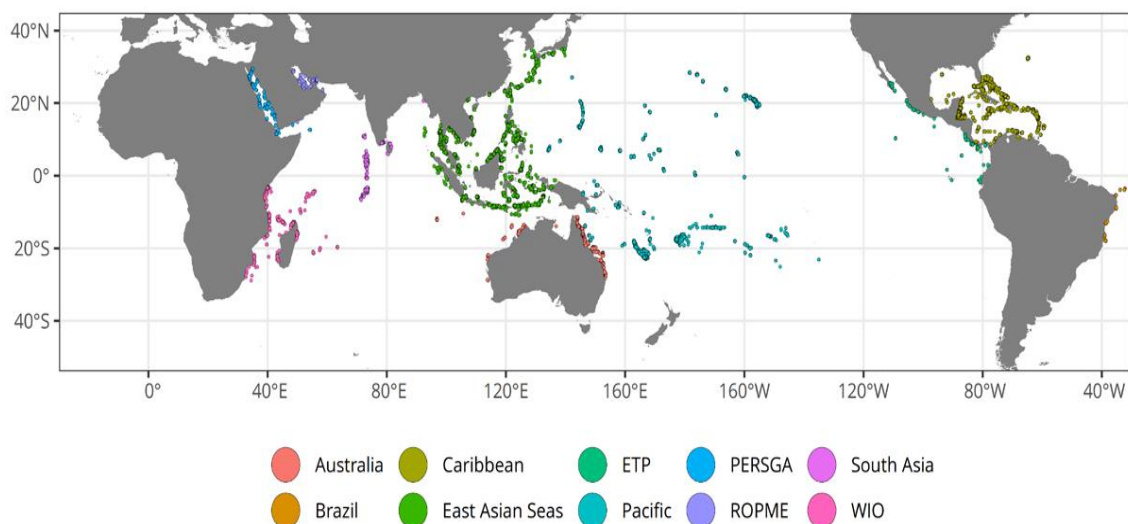 40°N
20°N
0°
20°S
40°S
0° 40°E 80°E 120°E 160°E 160°W 120°W 80°W 40°W
Australia Caribbean ETP PERSGA South Asia
Brazil East Asian Seas Pacific ROPME WIO